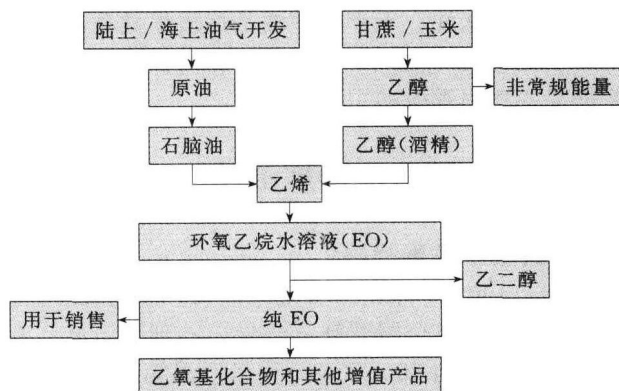 陆上/海上油气开发
甘蔗/玉米
原油
乙醇
非常规能量
石脑油
乙醇(酒精)
乙烯
环氧乙烷水溶液(EO)
乙二醇
用于销售
纯EO
乙氧基化合物和其他增值产品